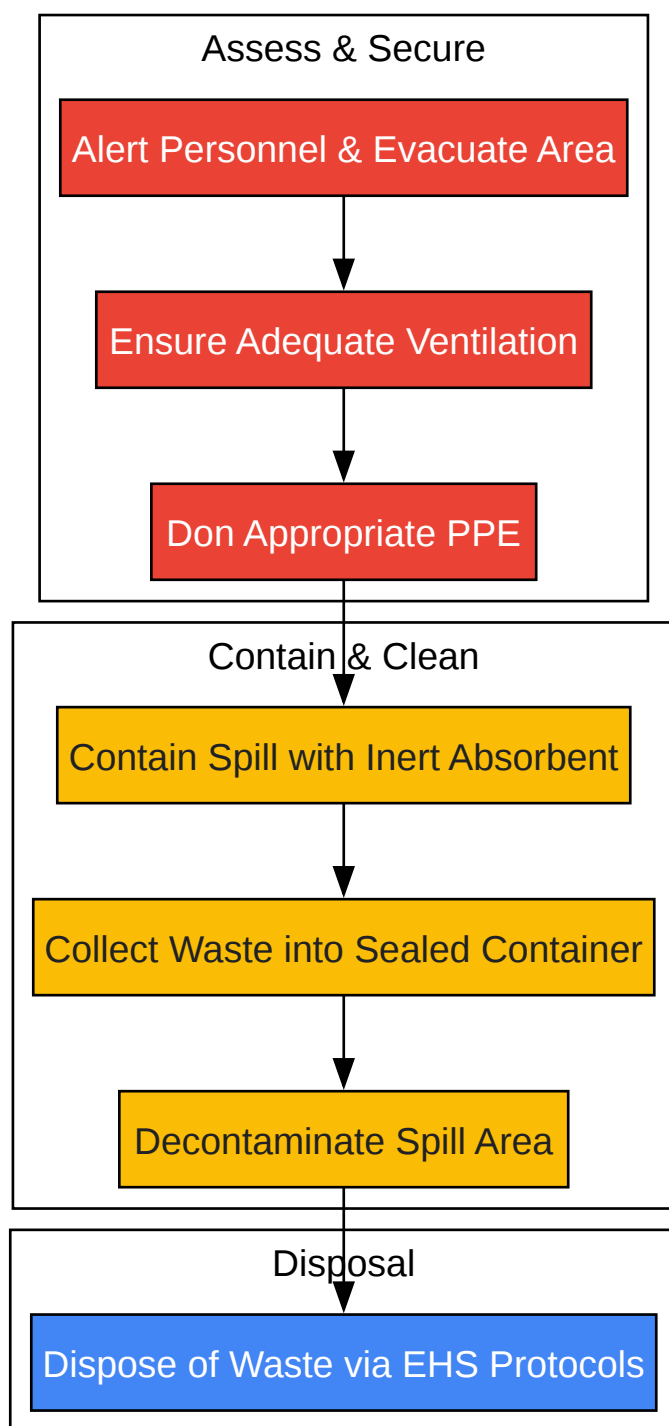 Assess & Secure
Alert Personnel & Evacuate Area
Ensure Adequate Ventilation
Don Appropriate PPE
Contain & Clean
Contain Spill with Inert Absorbent
Collect Waste into Sealed Container
Decontaminate Spill Area
Disposal
Dispose of Waste via EHS Protocols